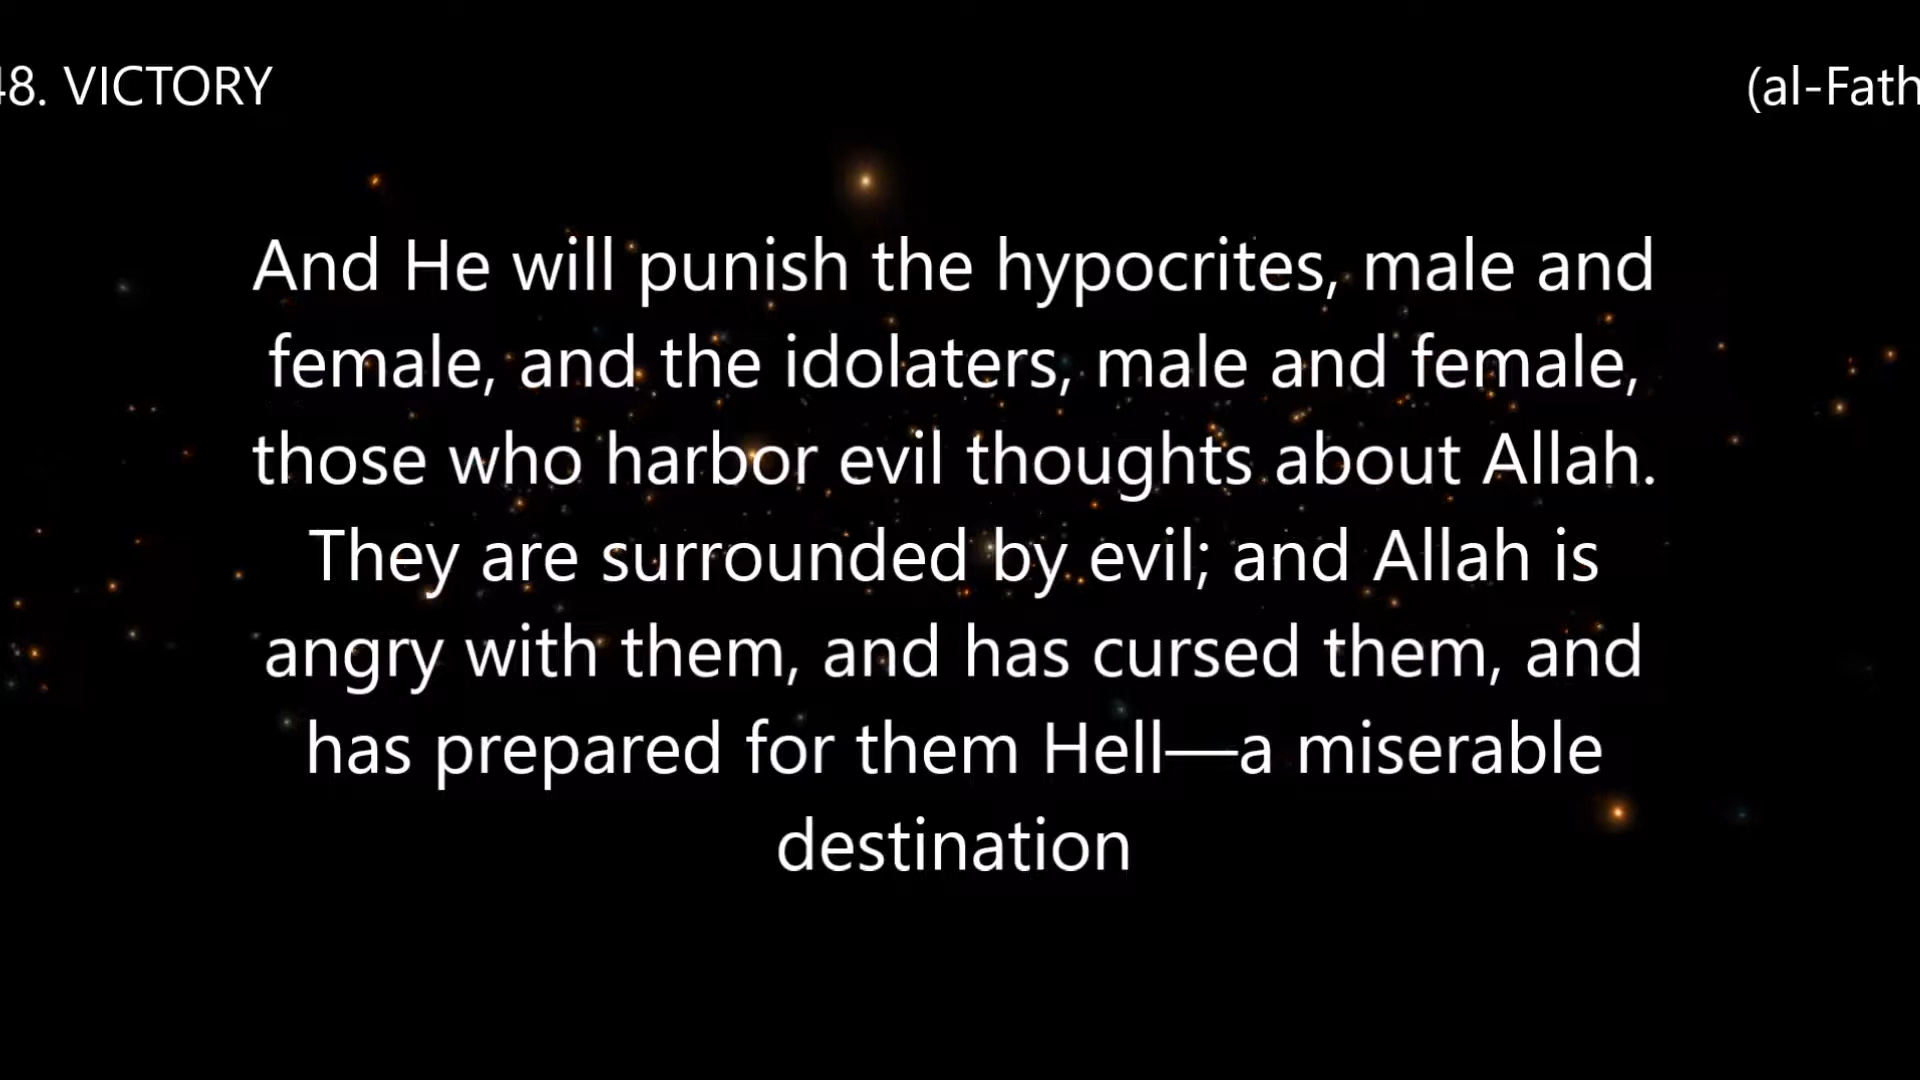 48. VICTORY
(al-Fath
And He will punish the hypocrites, male and
female, and the idolaters, male and female,
those who harbor evil thoughts about Allah.
They are surrounded by evil; and Allah is
angry with them, and has cursed them, and
has prepared for them Hell—a miserable
destination